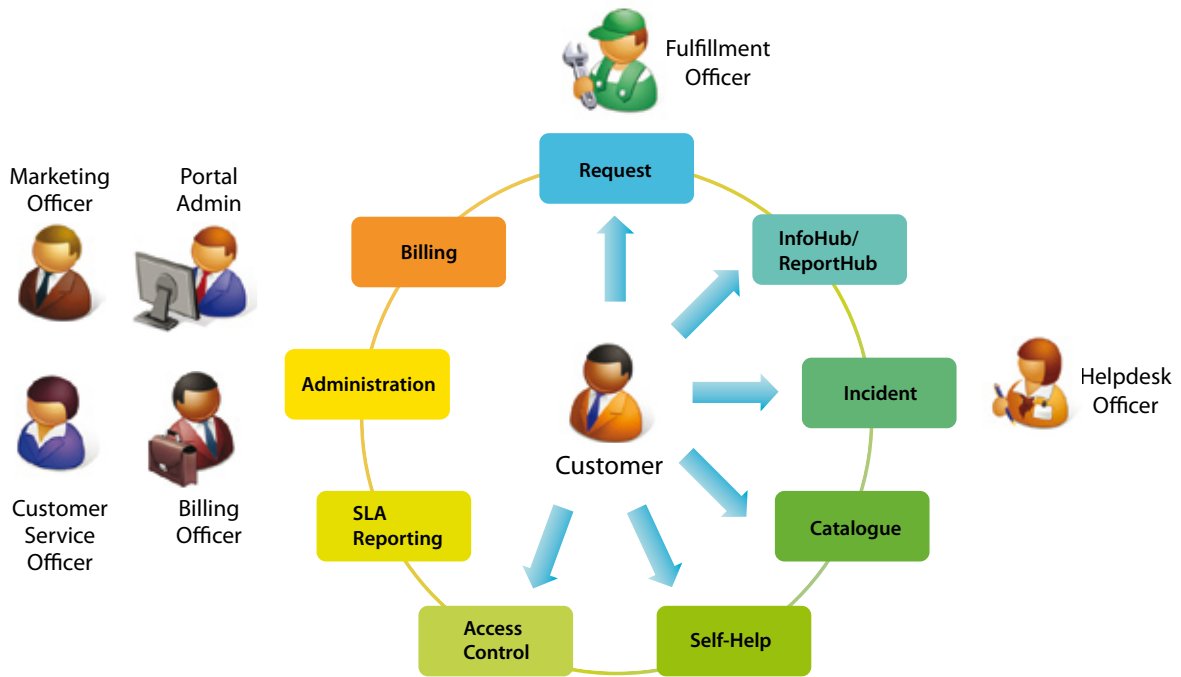 Fulfillment
Officer
Request
Marketing
Officer
Portal
Admin
Billing
InfoHub/
ReportHub
Administration
Incident
Helpdesk
Officer
Customer
Customer
Service
Officer
Billing
Officer
SLA
Reporting
Catalogue
Access
Control
Self-Help